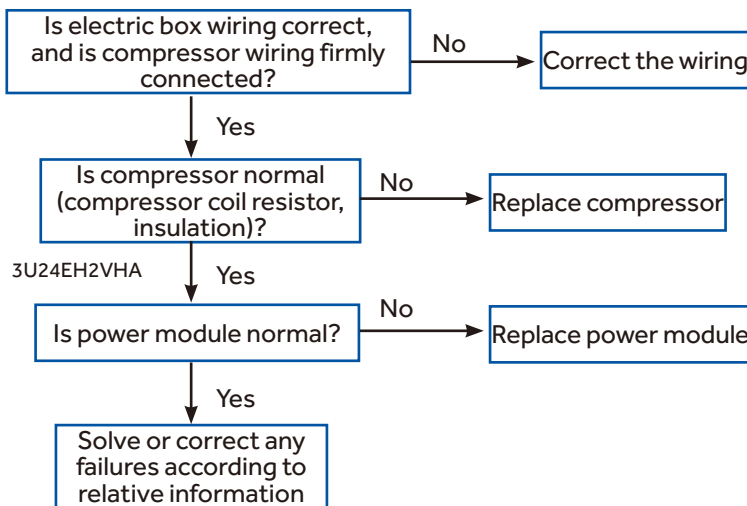 Is electric box wiring correct,
and is compressor wiring firmly
connected?
No
Correct the wiring
Yes
Is compressor normal
(compressor coil resistor,
insulation)?
No
Replace compressor
3U24EH2VHA
Yes
Is power module normal?
No
Replace power module
Yes
Solve or correct any
failures according to
relative information